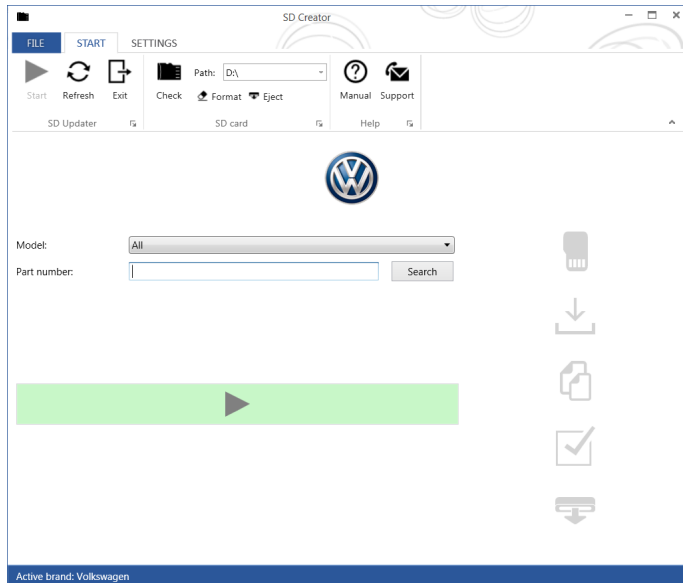 SD Creator
FILE START SETTINGS
Path: D:\
Start Refresh Exit Check Format Eject Manual Support
SD Updater SD card Help
Model: All
Part number: Search
Active brand: Volkswagen